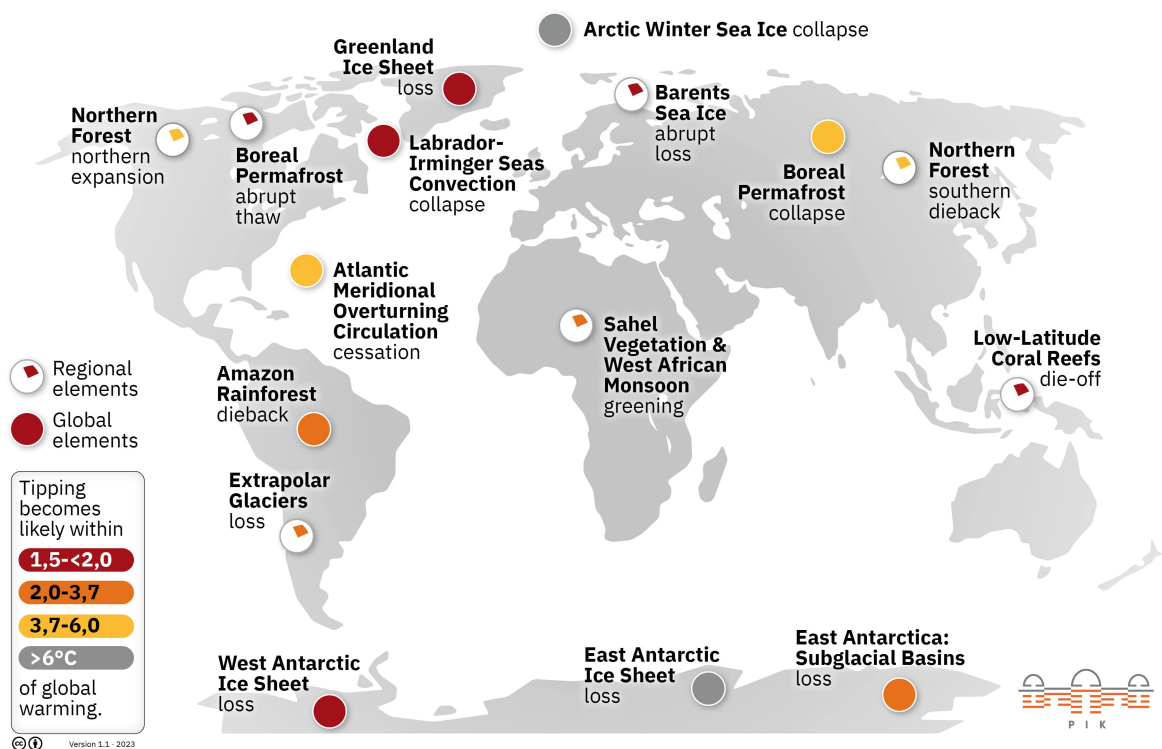 Arctic Winter Sea Ice collapse
Greenland
Ice Sheet
loss
Northern
Forest
northern
expansion
Boreal
Permafrost
abrupt
thaw
Labrador-
Irminger Seas
Convection
collapse
Barents
Sea Ice
abrupt
loss
Boreal
Permafrost
collapse
Northern
Forest
southern
dieback
Atlantic
Meridional
Overturning
Circulation
cessation
Sahel
Vegetation &
West African
Monsoon
greening
Low-Latitude
Coral Reefs
die-off
Regional
elements
Global
elements
Amazon
Rainforest
dieback
Extrapolar
Glaciers
loss
Tipping
becomes
likely within
1,5-<2,0
2,0-3,7
3,7-6,0
>6°C
of global
warming.
West Antarctic
Ice Sheet
loss
East Antarctic
Ice Sheet
loss
East Antarctica:
Subglacial Basins
loss
P I K
cc
Version 1.1 · 2023